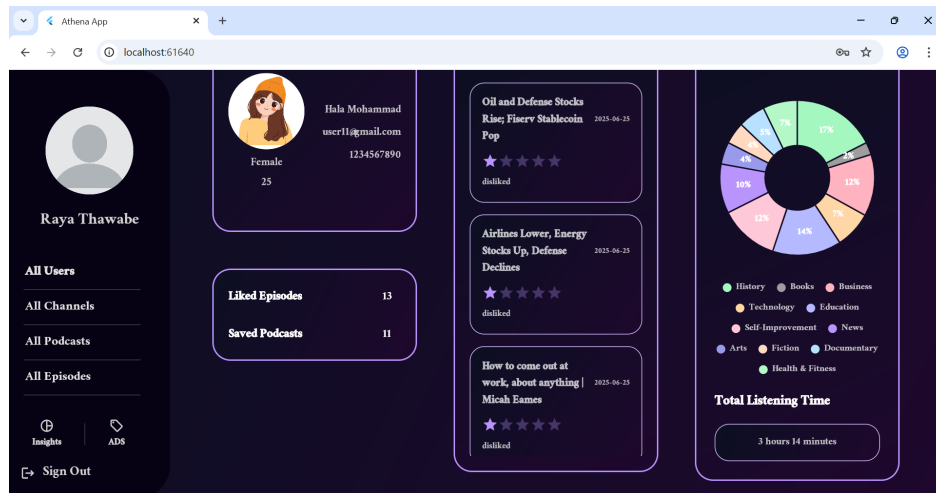 Athena App
localhost:61640
Raya Thawabe
All Users
All Channels
All Podcasts
All Episodes
Insights
ADS
Sign Out
Hala Mohammad
user11@gmail.com
1234567890
Female
25
Liked Episodes 13
Saved Podcasts 11
Oil and Defense Stocks
Rise; Fiserv Stablecoin
Pop
2025-06-25
disliked
Airlines Lower, Energy
Stocks Up, Defense
Declines
2025-06-25
disliked
How to come out at
work, about anything |
Micah Eames
2025-06-25
disliked
17%
2%
12%
7%
14%
12%
10%
4%
4%
5%
7%
History Books Business
Technology Education
Self-Improvement News
Arts Fiction Documentary
Health & Fitness
Total Listening Time
3 hours 14 minutes